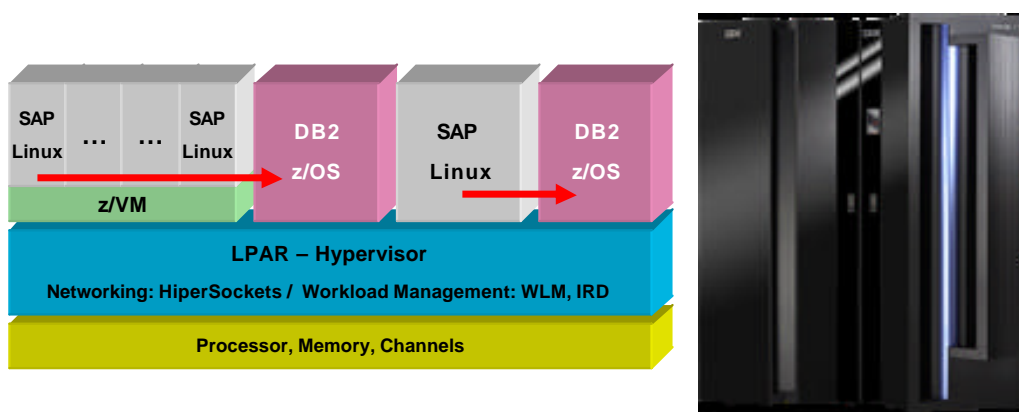 SAP
Linux
...
...
SAP
Linux
z/VM
DB2
z/OS
SAP
Linux
DB2
z/OS
LPAR – Hypervisor
Networking: HiperSockets / Workload Management: WLM, IRD
Processor, Memory, Channels
IBM